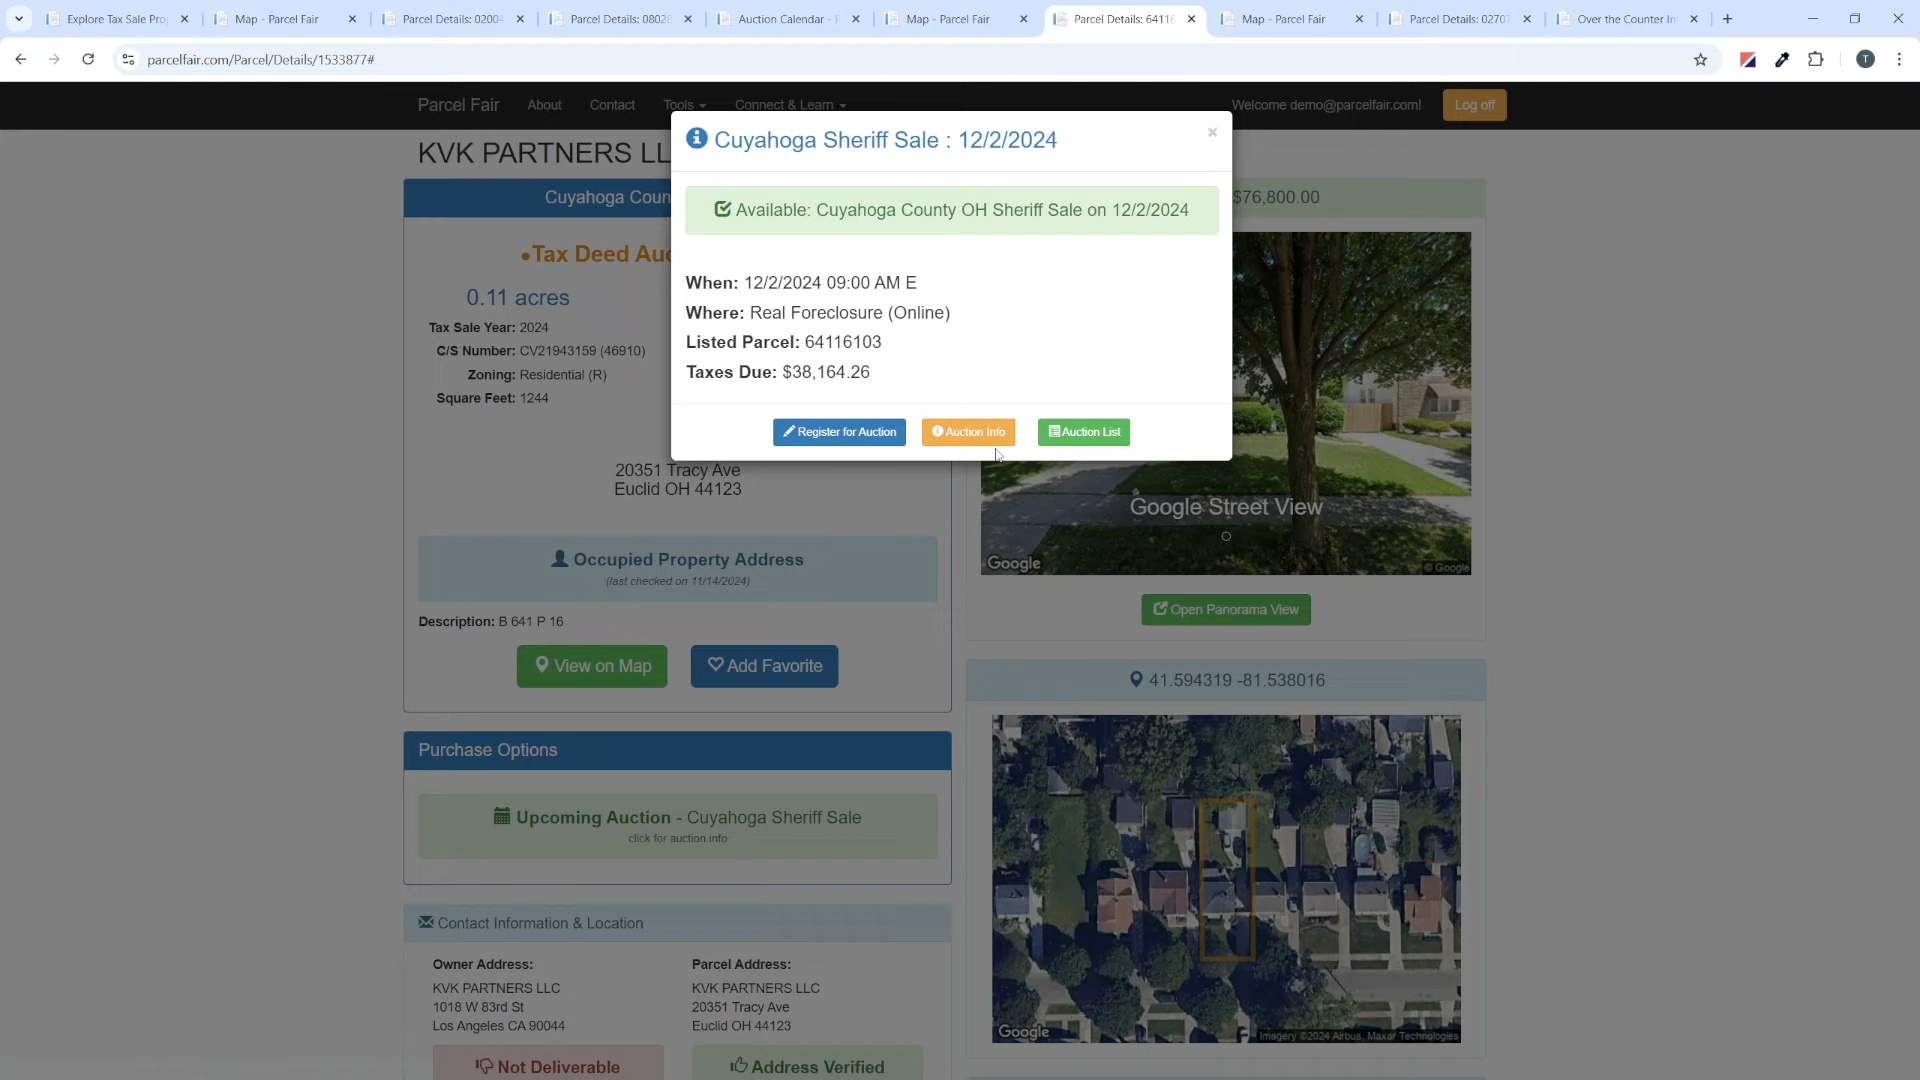 Explore Tax Sale Pro
Map - Parcel Fair
Parcel Details: 0200
Parcel Details: 0802
Auction Calendar - P
Map - Parcel Fair
Parcel Details: 6411
Map - Parcel Fair
Parcel Details: 0270
Over the Counter In
parcelfair.com/Parcel/Details/1533877#
T
Parcel Fair
About
Contact
Tools
Connect & Learn
Welcome demo@parcelfair.com!
Log off
KVK PARTNERS LL
Cuyahoga Coun
Tax Deed Auc
0.11 acres
Tax Sale Year: 2024
C/S Number: CV21943159 (46910)
Zoning: Residential (R)
Square Feet: 1244
20351 Tracy Ave
Euclid OH 44123
Occupied Property Address
(last checked on 11/14/2024)
Description: B 641 P 16
View on Map
Add Favorite
Purchase Options
Upcoming Auction - Cuyahoga Sheriff Sale
click for auction info
Contact Information & Location
Owner Address:
KVK PARTNERS LLC
1018 W 83rd St
Los Angeles CA 90044
Not Deliverable
Parcel Address:
KVK PARTNERS LLC
20351 Tracy Ave
Euclid OH 44123
Address Verified
Cuyahoga Sheriff Sale : 12/2/2024
×
Available: Cuyahoga County OH Sheriff Sale on 12/2/2024
When: 12/2/2024 09:00 AM E
Where: Real Foreclosure (Online)
Listed Parcel: 64116103
Taxes Due: $38,164.26
Register for Auction
Auction Info
Auction List
$76,800.00
Google Street View
Google
© Google
Open Panorama View
41.594319 -81.538016
Google
Imagery ©2024 Airbus, Maxar Technologies